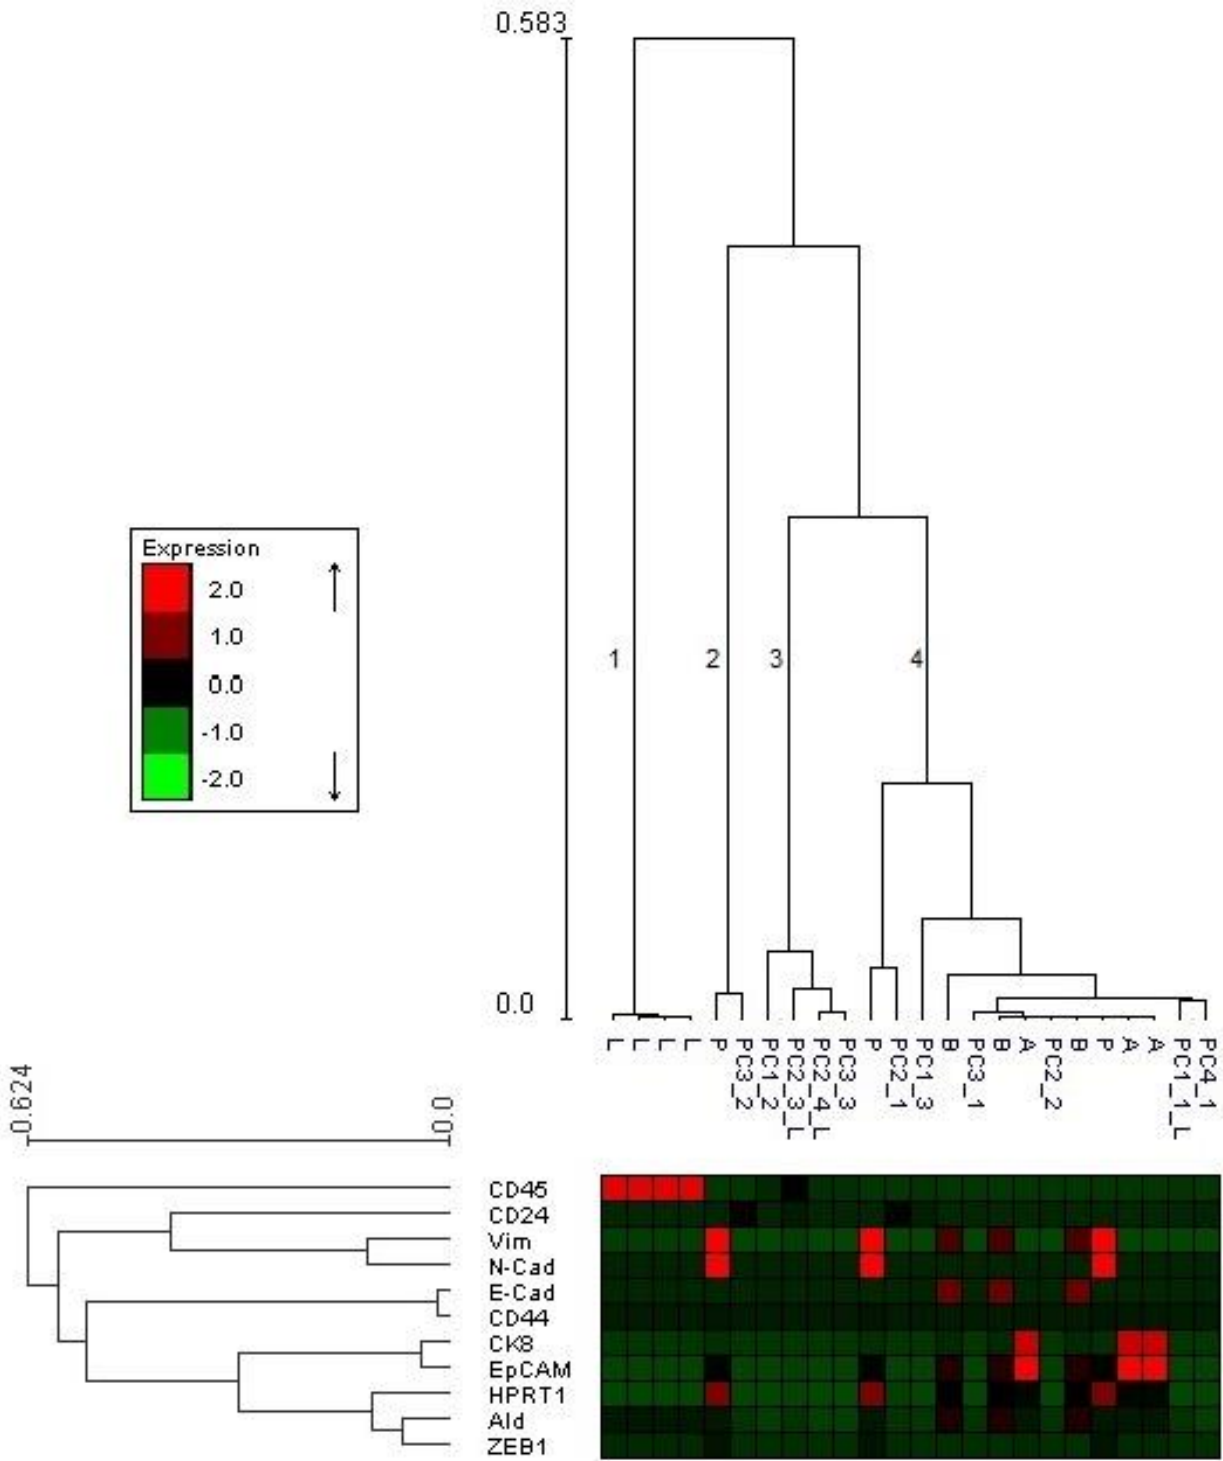 0.583
Expression
2.0
1.0
0.0
-1.0
-2.0
1 2 3 4
0.0
L L L L P PC3_2 PC1_2 PC2_3_L PC2_4_L PC3_3 P PC2_1 PC1_3 B PC3_1 B A PC2_2 B P A A PC1_1_L PC4_1
0.624 0.0
CD45
CD24
Vim
N-Cad
E-Cad
CD44
CK8
EpCAM
HPRT1
Ald
ZEB1